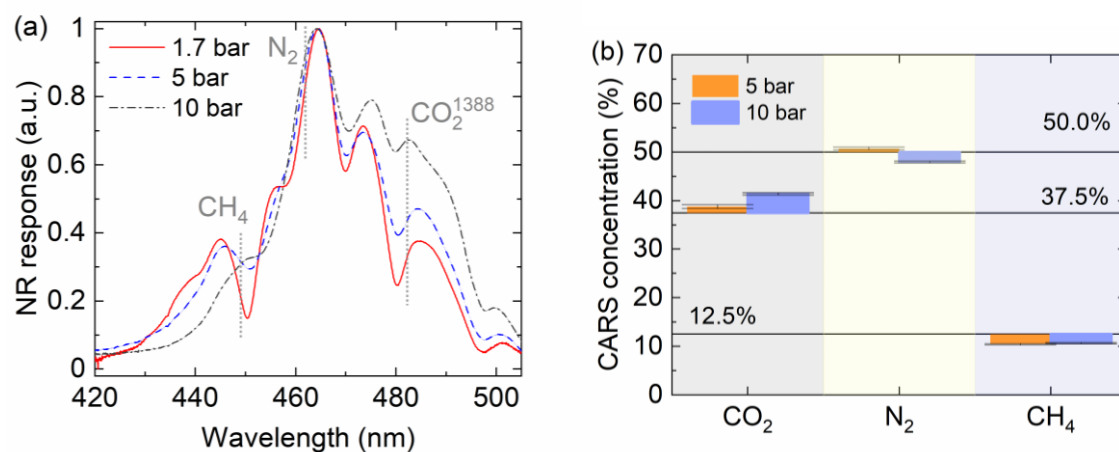 (a)
1.7 bar
5 bar
10 bar
N₂
CO₂¹³⁸⁸
CH₄
NR response (a.u.)
1
0.8
0.6
0.4
0.2
0
420 440 460 480 500
Wavelength (nm)
(b)
5 bar
10 bar
50.0%
37.5%
12.5%
CARS concentration (%)
70
60
50
40
30
20
10
0
CO₂ N₂ CH₄